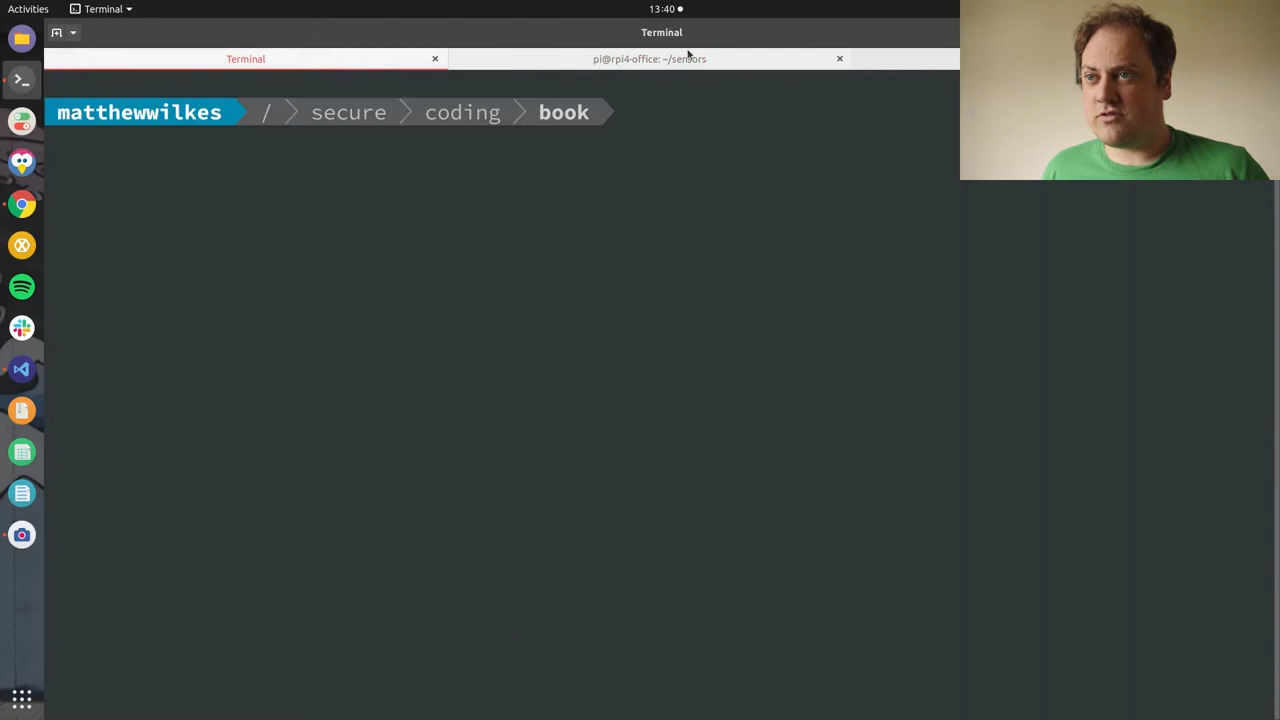 Activities Terminal 13:40
Terminal
Terminal pi@rpi4-office: ~/sensors
matthewwilkes / secure coding book